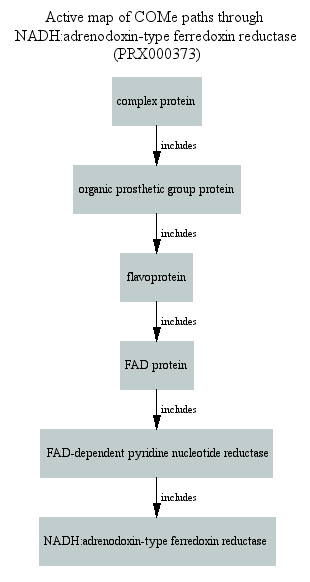 Active map of COMe paths through
NADH:adrenodoxin-type ferredoxin reductase
(PRX000373)
complex protein
includes
organic prosthetic group protein
includes
flavoprotein
includes
FAD protein
includes
FAD-dependent pyridine nucleotide reductase
includes
NADH:adrenodoxin-type ferredoxin reductase